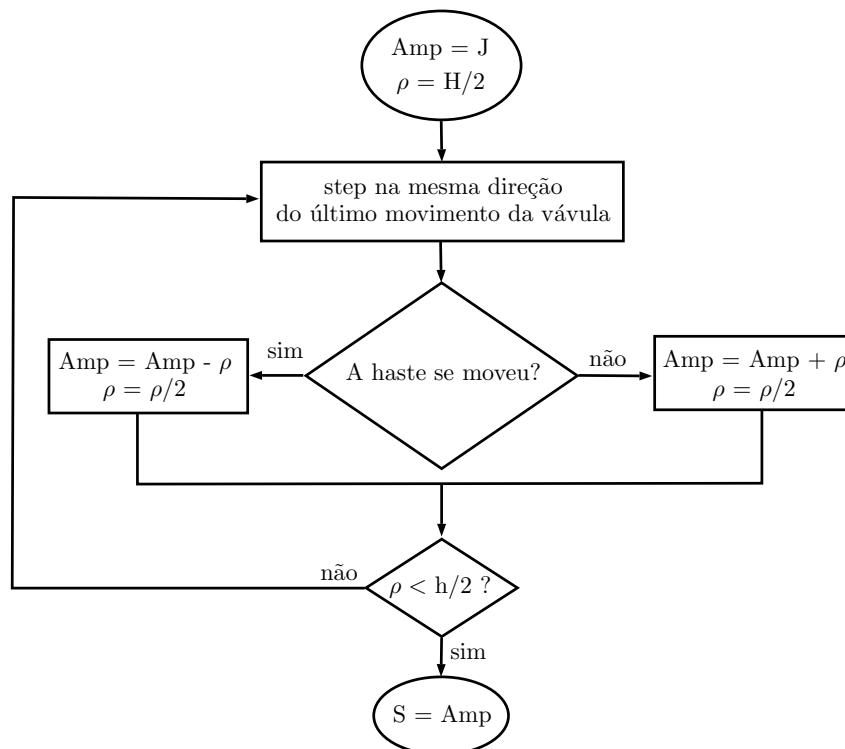 Amp = J
ρ = H/2
step na mesma direção
do último movimento da vávula
sim
A haste se moveu?
não
Amp = Amp - ρ
ρ = ρ/2
Amp = Amp + ρ
ρ = ρ/2
não
ρ < h/2 ?
sim
S = Amp